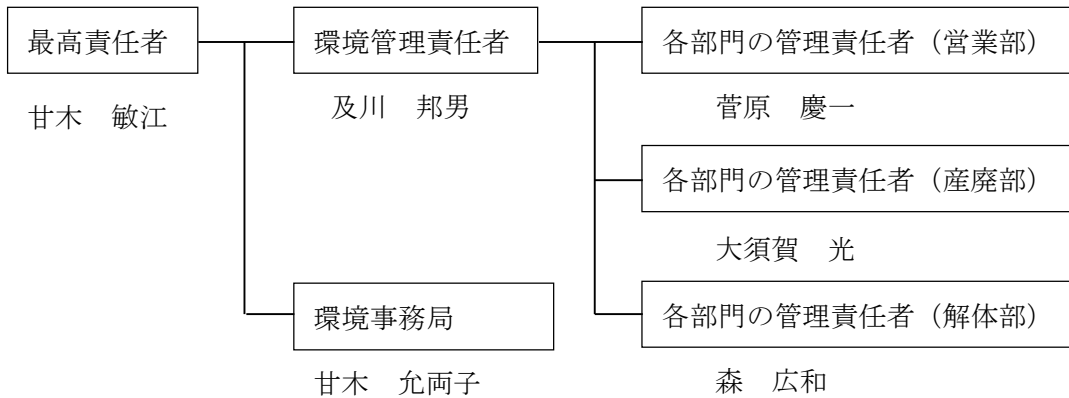 最高責任者
環境管理責任者
各部門の管理責任者（営業部）
甘木　敏江
及川　邦男
菅原　慶一
各部門の管理責任者（産廃部）
大須賀　光
環境事務局
各部門の管理責任者（解体部）
甘木　允両子
森　広和